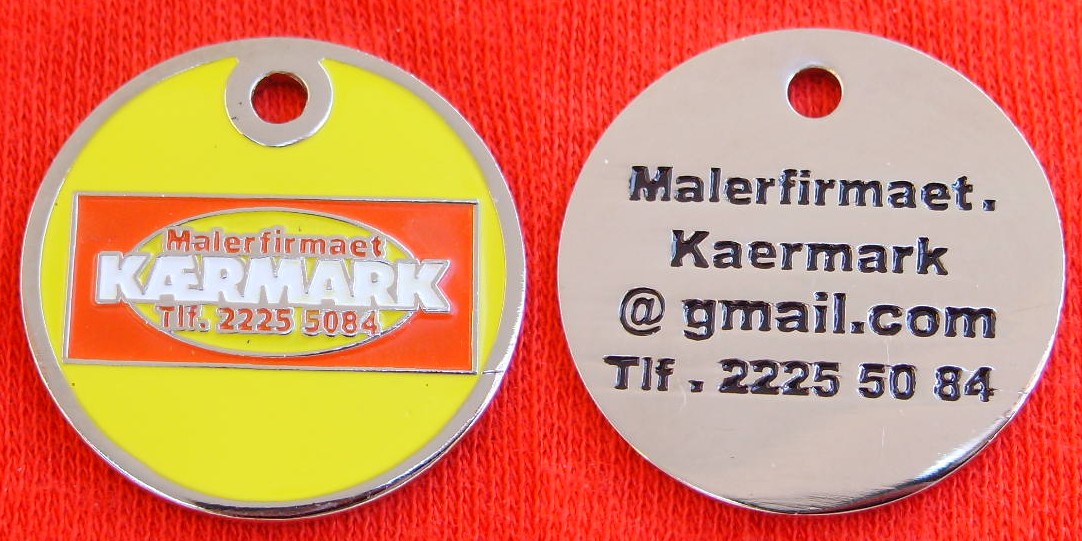 Malerfirmaet
KÆRMARK
Tlf. 2225 5084
Malerfirmaet.
Kaermark
@ gmail.com
Tlf . 2225 50 84